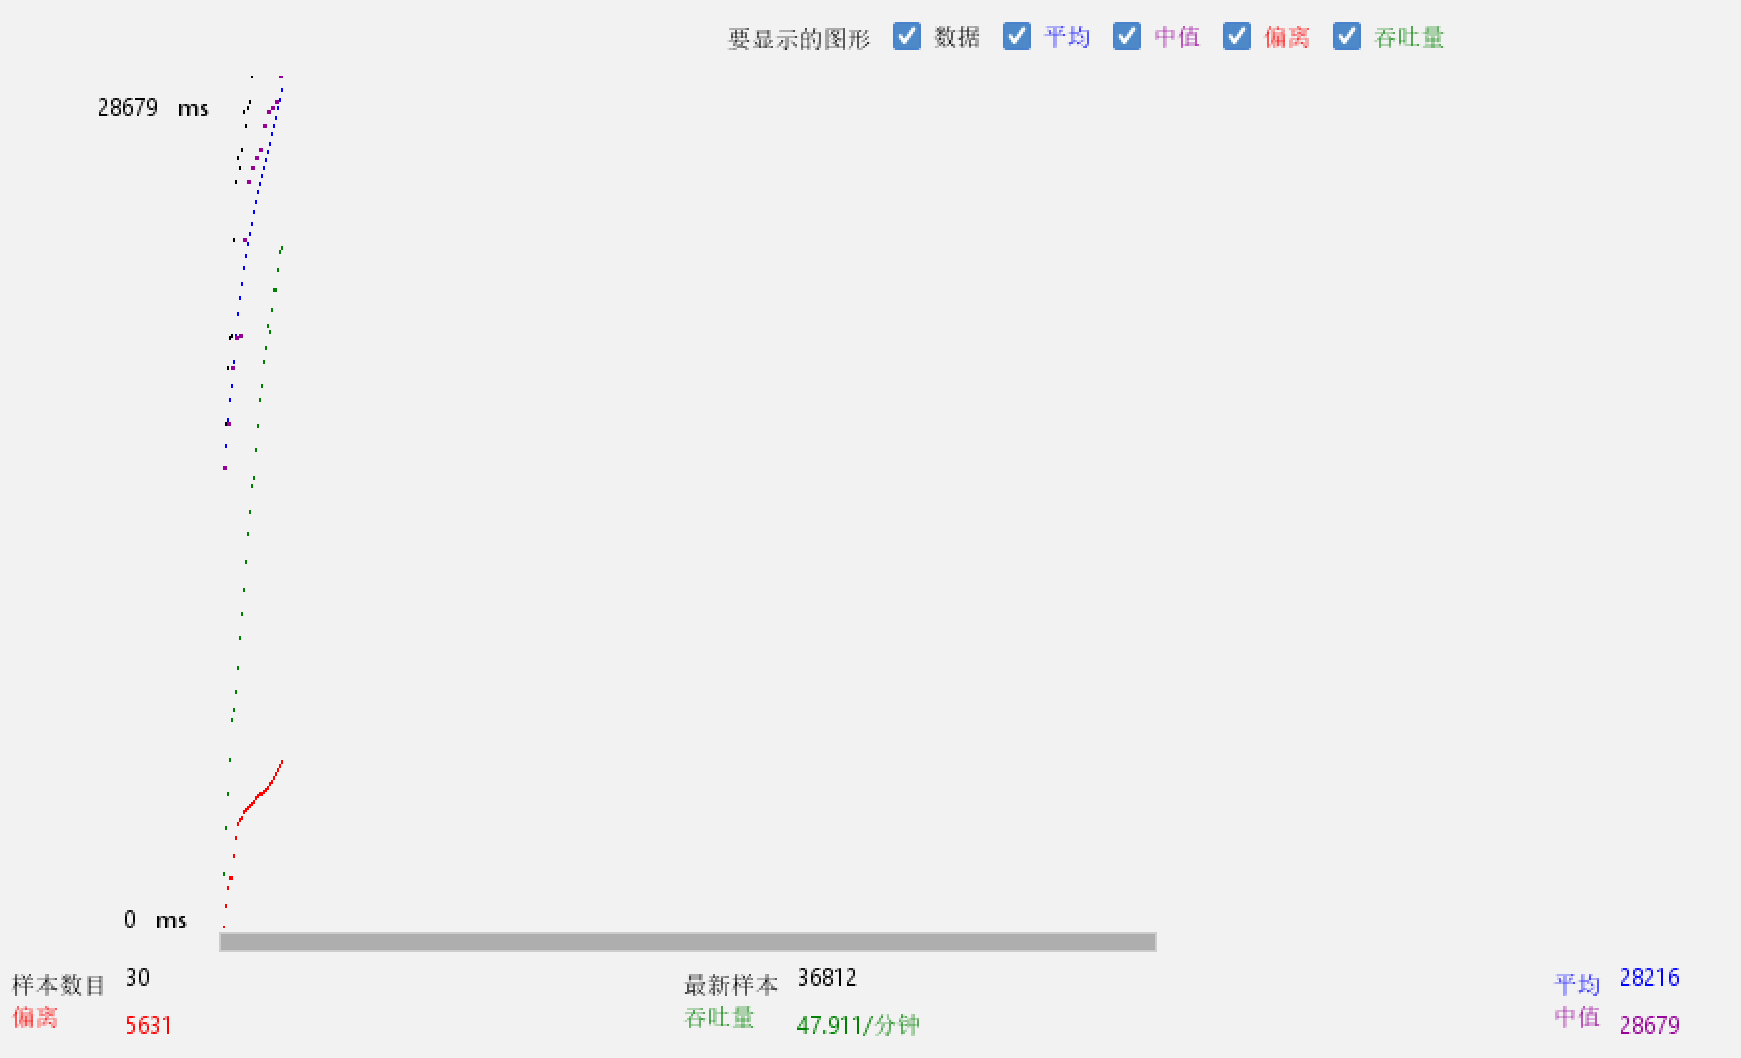 要显示的图形 数据 平均 中值 偏离 吞吐量
28679 ms
0 ms
样本数目 30 最新样本 36812 平均 28216
偏离 5631 吞吐量 47.911/分钟 中值 28679